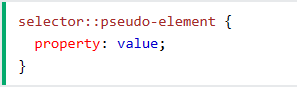 selector::pseudo-element {
  property: value;
}